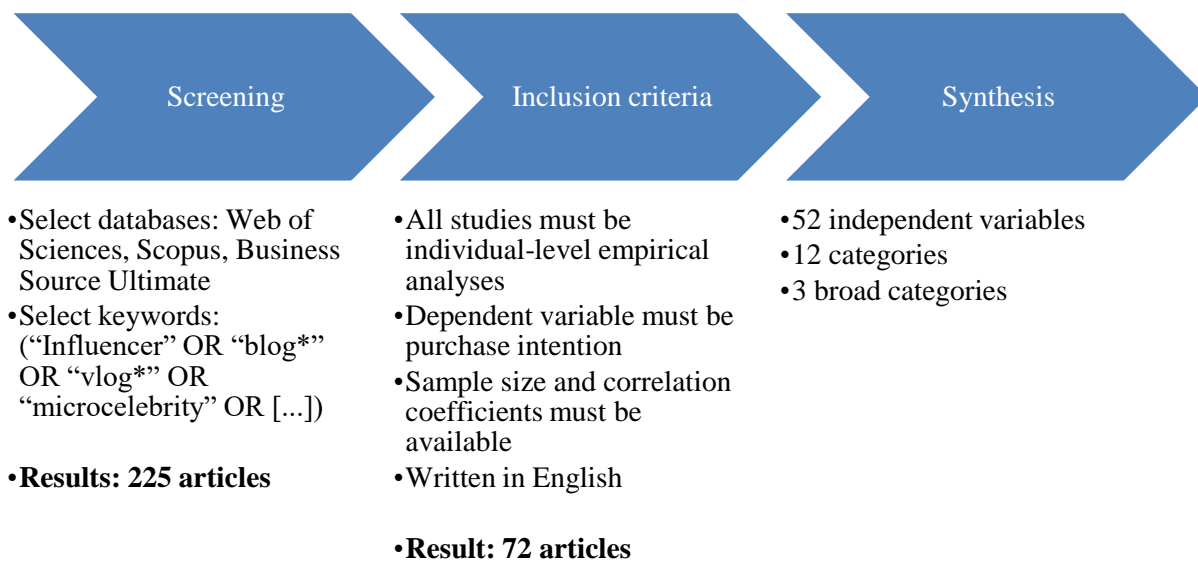 Screening
Inclusion criteria
Synthesis
•Select databases: Web of
Sciences, Scopus, Business
Source Ultimate
•Select keywords:
(“Influencer” OR “blog*”
OR “vlog*” OR
“microcelebrity” OR [...])
•Results: 225 articles
•All studies must be
individual-level empirical
analyses
•Dependent variable must be
purchase intention
•Sample size and correlation
coefficients must be
available
•Written in English
•Result: 72 articles
•52 independent variables
•12 categories
•3 broad categories